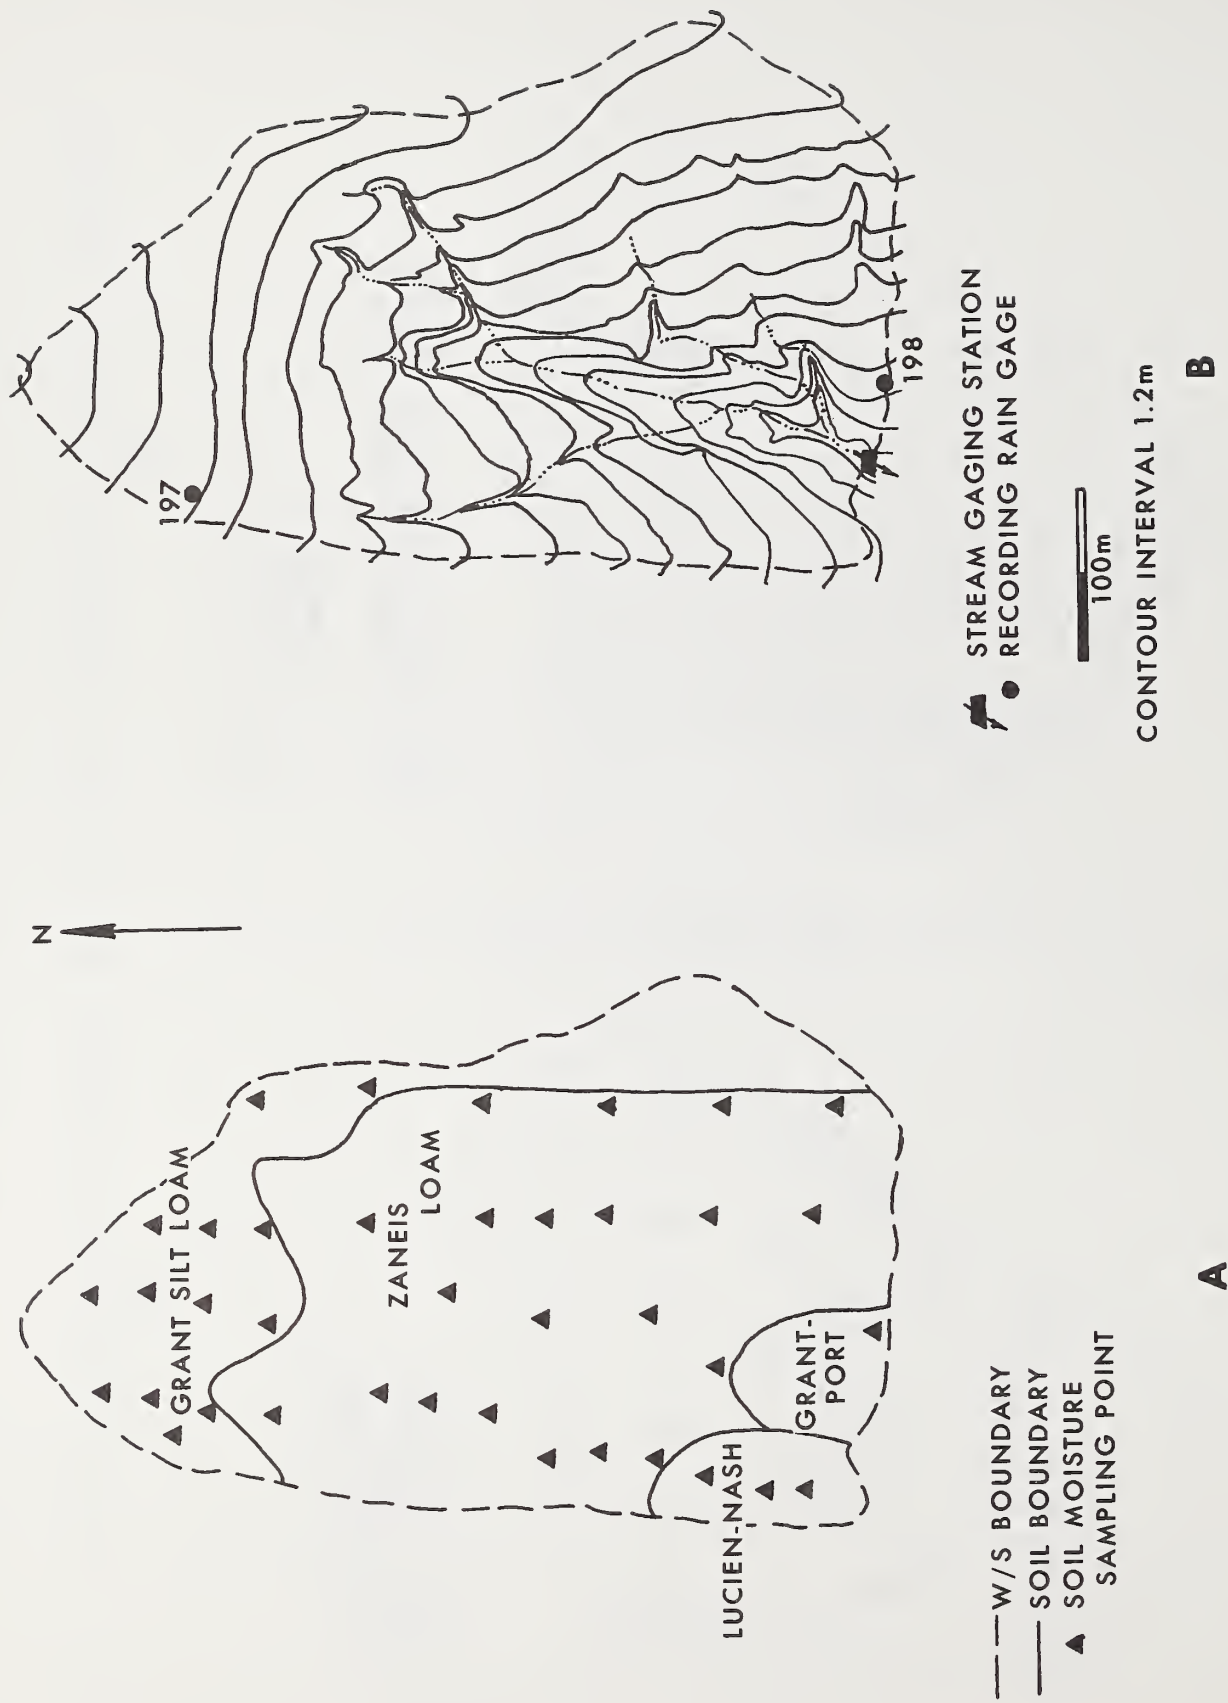 N
GRANT SILT LOAM
ZANEIS
LOAM
GRANT-
PORT
LUCIEN-NASH
W/S BOUNDARY
SOIL BOUNDARY
SOIL MOISTURE
SAMPLING POINT
A
197
198
STREAM GAGING STATION
RECORDING RAIN GAGE
100m
CONTOUR INTERVAL 1.2m
B